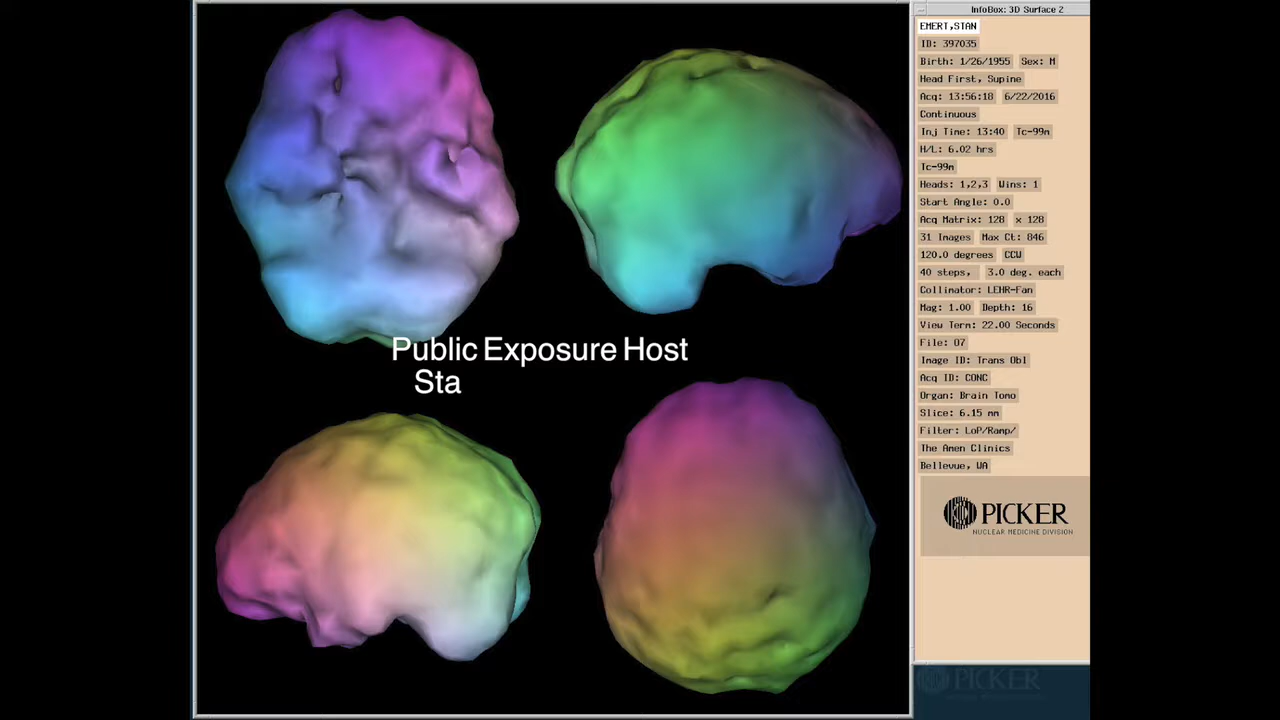 Public Exposure Host
Sta
InfoBox: 3D Surface 2
EMERT,STAN
ID: 397035
Birth: 1/26/1955 Sex: M
Head First, Supine
Acq: 13:56:18 6/22/2016
Continuous
Inj Time: 13:40 Tc-99m
H/L: 6.02 hrs
Tc-99m
Heads: 1,2,3 Wins: 1
Start Angle: 0.0
Acq Matrix: 128 x 128
31 Images Max Ct: 846
120.0 degrees CCW
40 steps, 3.0 deg. each
Collimator: LEHR-Fan
Mag: 1.00 Depth: 16
View Term: 22.00 Seconds
File: 07
Image ID: Trans Obl
Acq ID: CONC
Organ: Brain Tomo
Slice: 6.15 mm
Filter: LoP/Ramp/
The Amen Clinics
Bellevue, WA
PICKER
NUCLEAR MEDICINE DIVISION
PICKER